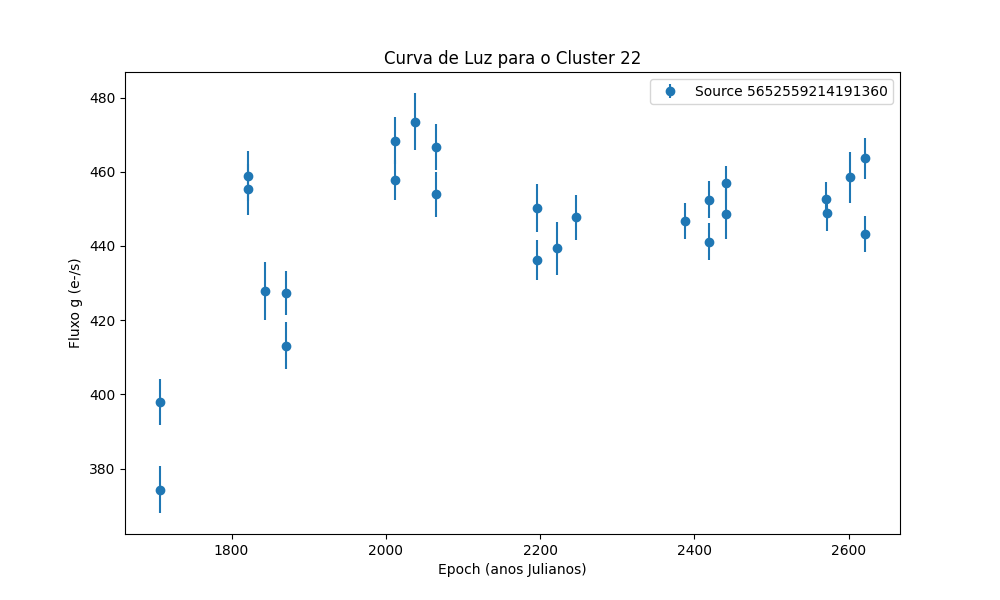 Curva de Luz para o Cluster 22
Source 5652559214191360
Fluxo g (e-/s)
480
460
440
420
400
380
1800
2000
2200
2400
2600
Epoch (anos Julianos)